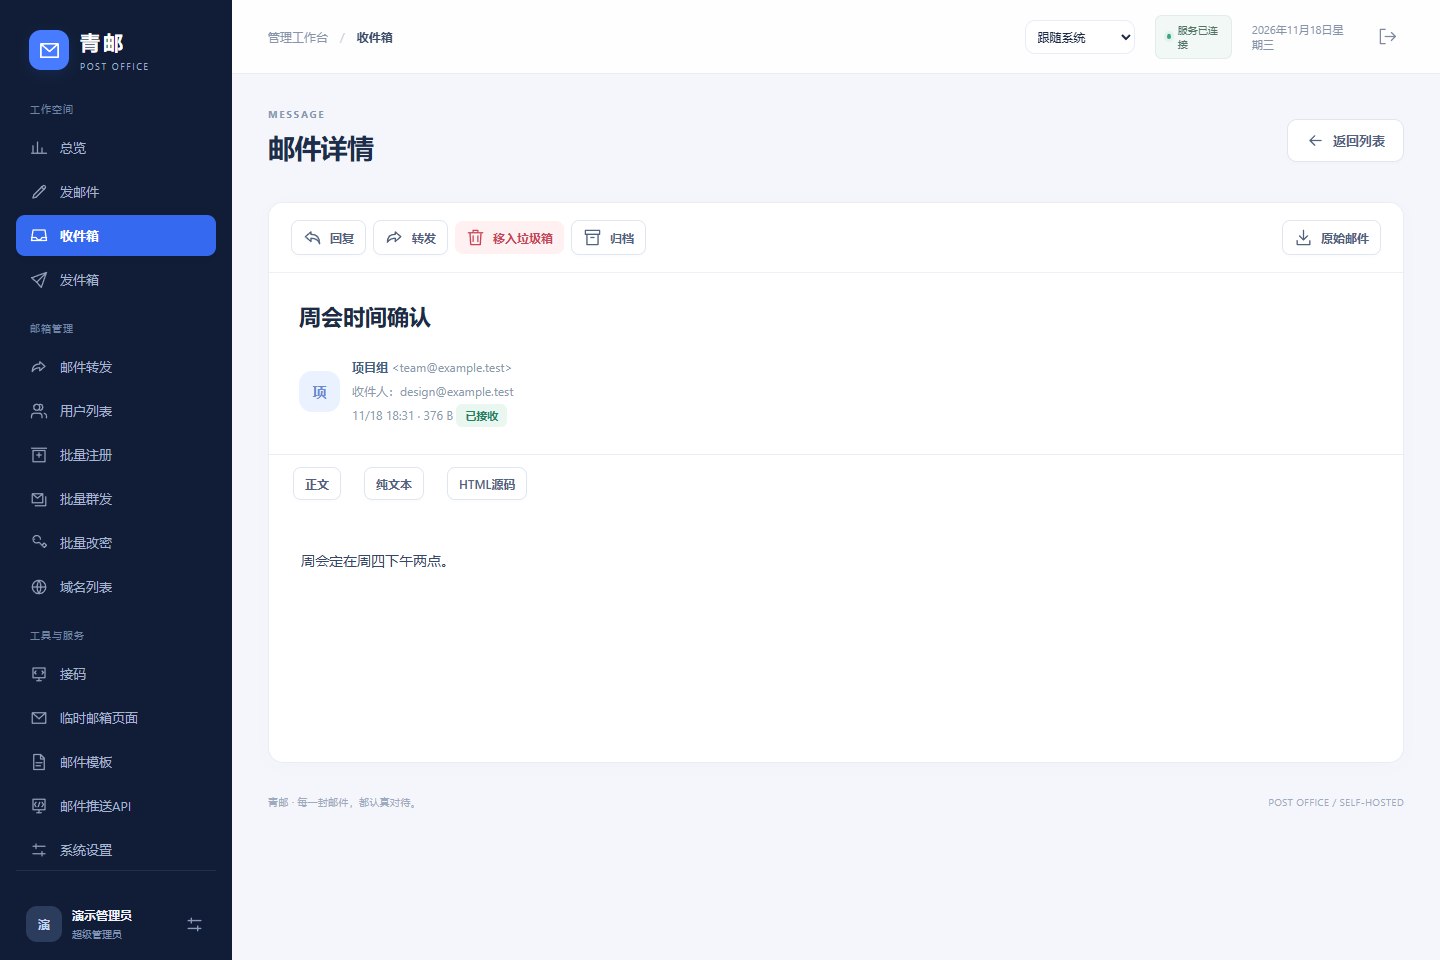 青邮
POST OFFICE
工作空间
总览
发邮件
收件箱
发件箱
邮箱管理
邮件转发
用户列表
批量注册
批量群发
批量改密
域名列表
工具与服务
接码
临时邮箱页面
邮件模板
邮件推送API
系统设置
演
演示管理员
超级管理员
管理工作台 / 收件箱
跟随系统
服务已连
接
2026年11月18日星
期三
MESSAGE
邮件详情
返回列表
回复
转发
移入垃圾箱
归档
原始邮件
周会时间确认
项
项目组 <team@example.test>
收件人：design@example.test
11/18 18:31 · 376 B 已接收
正文
纯文本
HTML源码
周会定在周四下午两点。
青邮 · 每一封邮件，都认真对待。
POST OFFICE / SELF-HOSTED